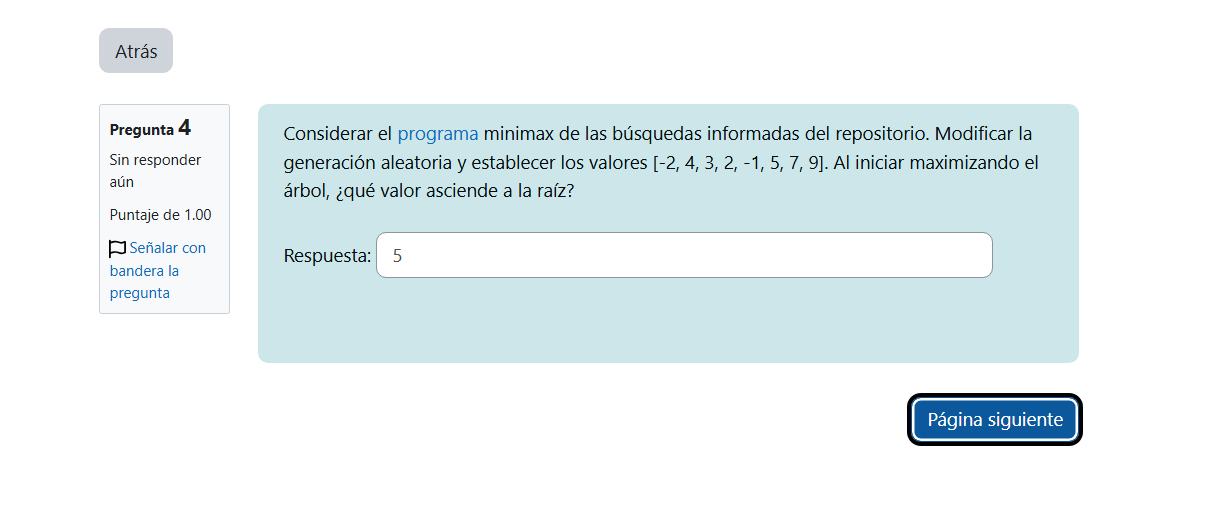 Atrás
Pregunta 4
Sin responder
aún
Puntaje de 1.00
Señalar con
bandera la
pregunta
Considerar el programa minimax de las búsquedas informadas del repositorio. Modificar la
generación aleatoria y establecer los valores [-2, 4, 3, 2, -1, 5, 7, 9]. Al iniciar maximizando el
árbol, ¿qué valor asciende a la raíz?
Respuesta: 5
Página siguiente